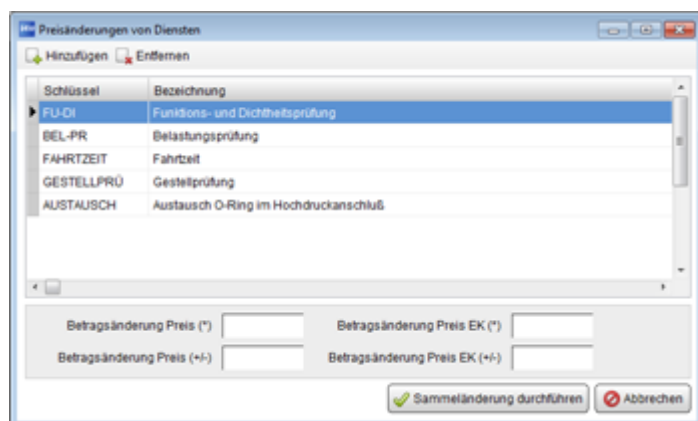 Preisänderungen von Diensten
Hinzufügen Entfernen
Schlüssel Bezeichnung
FU-DI Funktions- und Dichtheitsprüfung
BEL-PR Belastungsprüfung
FAHRTZEIT Fahrtzeit
GESTELLPRÜ Gestellprüfung
AUSTAUSCH Austausch O-Ring im Hochdruckanschluß
Betragsänderung Preis (*) Betragsänderung Preis EK (*)
Betragsänderung Preis (+/-) Betragsänderung Preis EK (+/-)
Sammeländerung durchführen Abbrechen